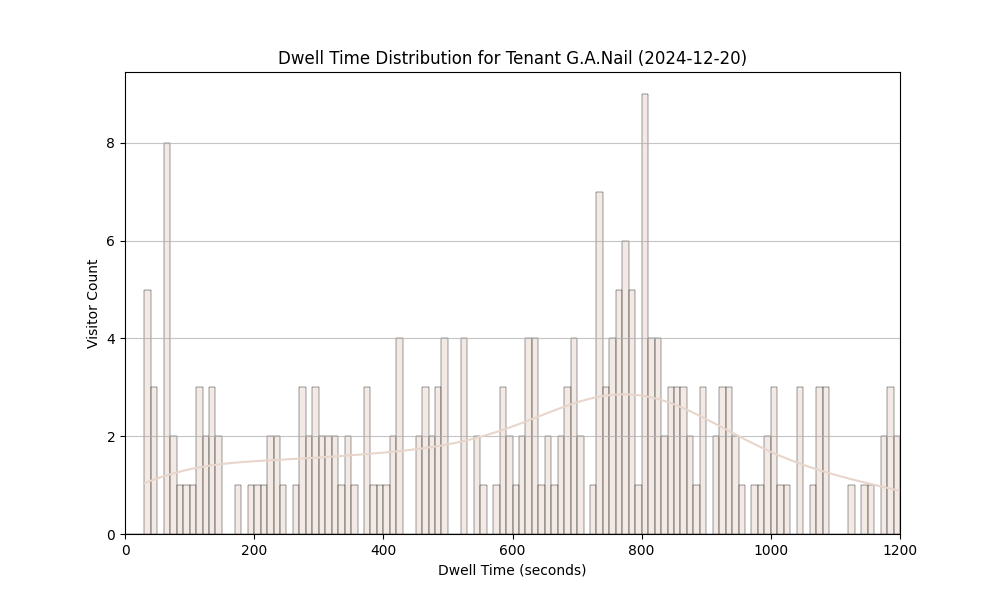 Dwell Time Distribution for Tenant G.A.Nail (2024-12-20)
8
6
4
2
0
Visitor Count
0 200 400 600 800 1000 1200
Dwell Time (seconds)